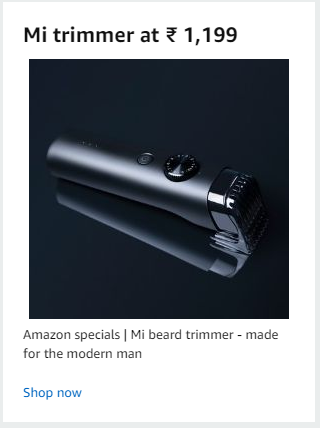 Mi trimmer at ₹ 1,199
Amazon specials | Mi beard trimmer - made
for the modern man
Shop now